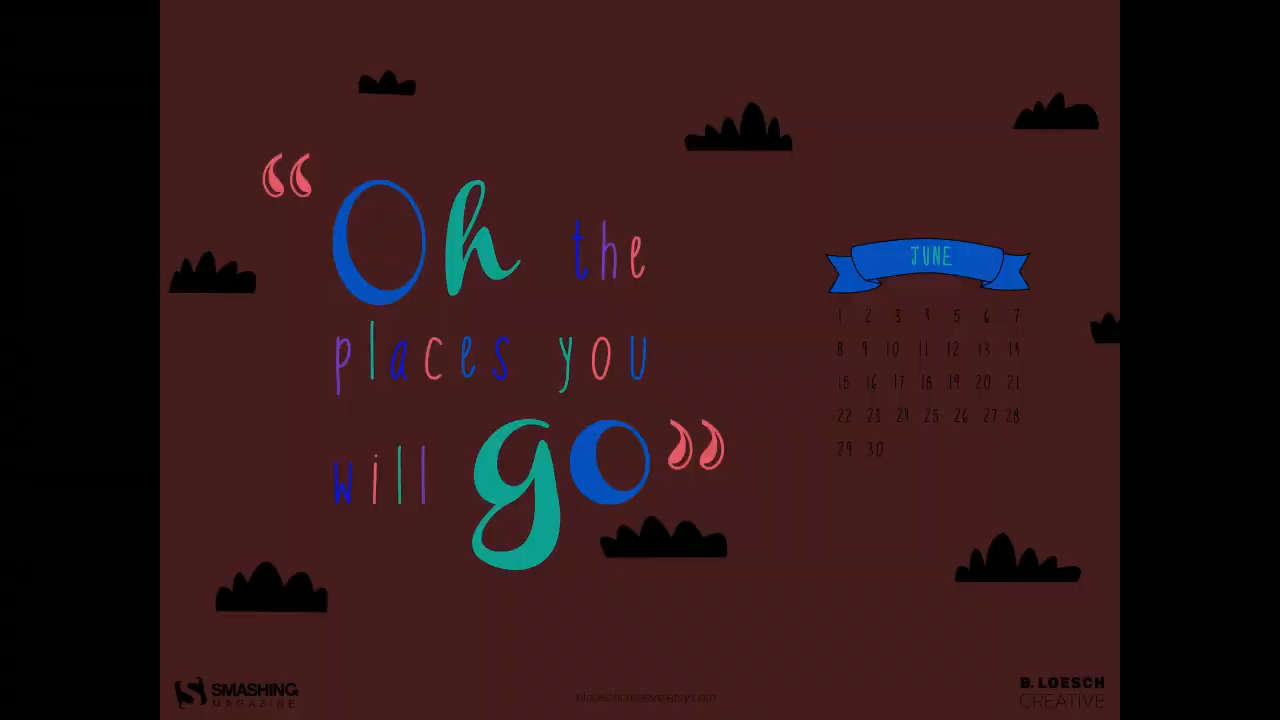 “Oh the
places you
will go”
JUNE
1 2 3 4 5 6 7
8 9 10 11 12 13 14
15 16 17 18 19 20 21
22 23 24 25 26 27 28
29 30
SMASHING
MAGAZINE
bloeschcreative.etsy.com
B. LOESCH
CREATIVE